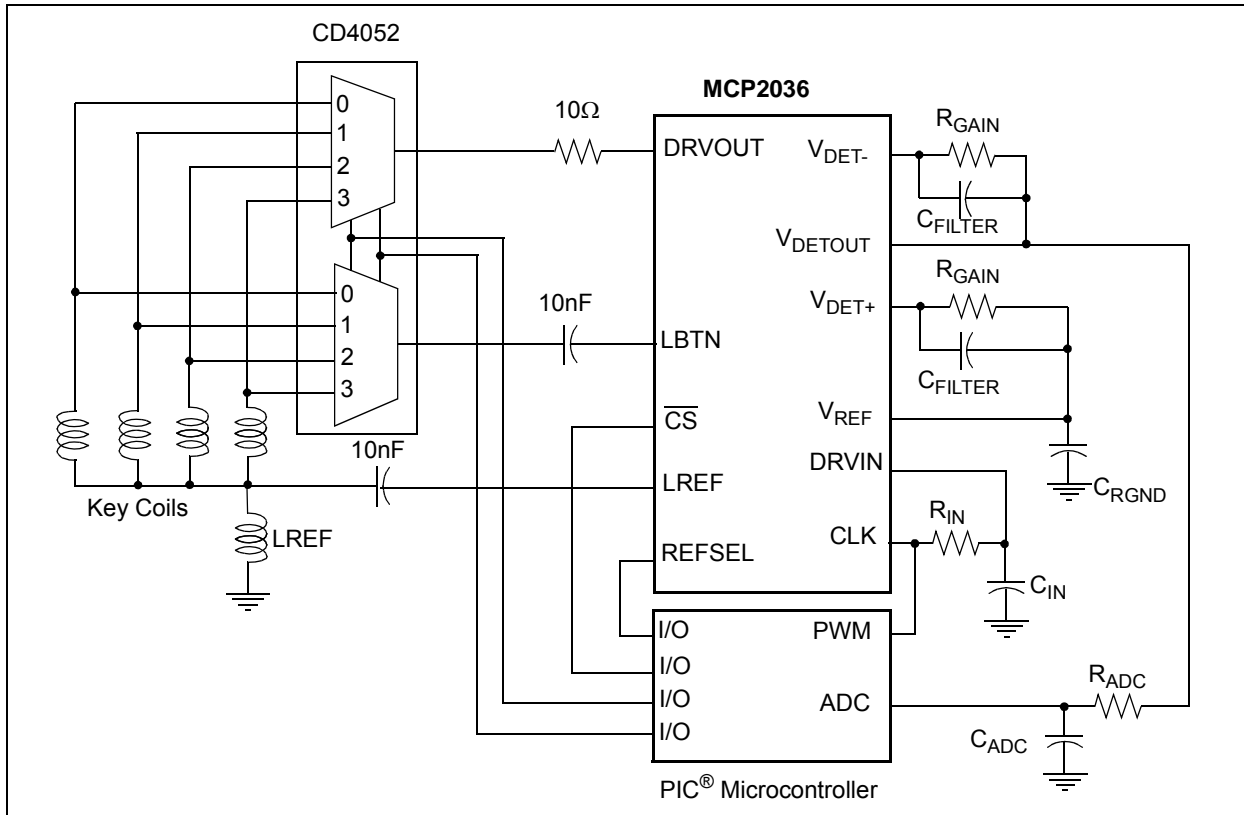 CD4052
0
1
2
3
0
1
2
3
10Ω
10nF
10nF
Key Coils
LREF
MCP2036
DRVOUT
LBTN
CS
LREF
REFSEL
VDET-
VDETOUT
VDET+
VREF
DRVIN
CLK
RGAIN
CFILTER
RGAIN
CFILTER
CRGND
RIN
CIN
I/O
I/O
I/O
I/O
PWM
ADC
RADC
CADC
PIC® Microcontroller